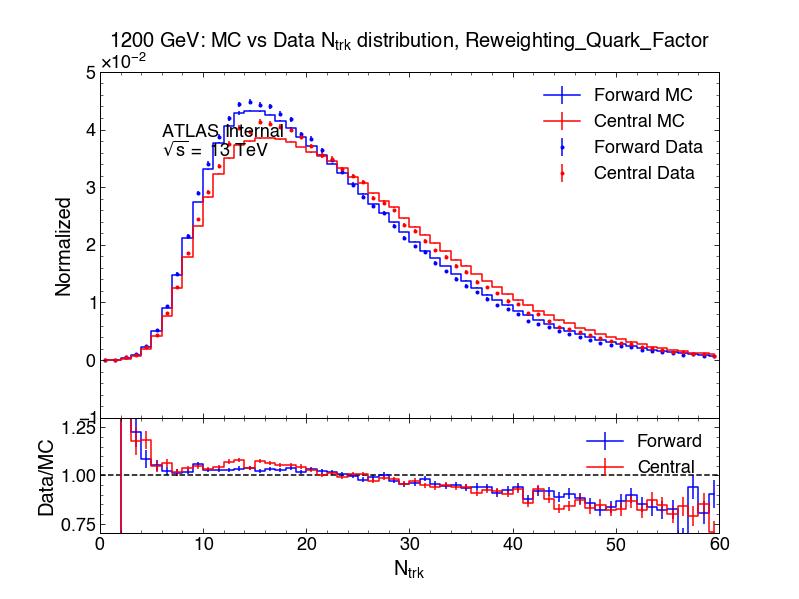 1200 GeV: MC vs Data N_trk distribution, Reweighting_Quark_Factor
×10⁻²
5
4
3
2
1
0
−1
Normalized
ATLAS Internal
√s = 13 TeV
Forward MC
Central MC
Forward Data
Central Data
1.25
1.00
0.75
Data/MC
Forward
Central
0 10 20 30 40 50 60
N_trk